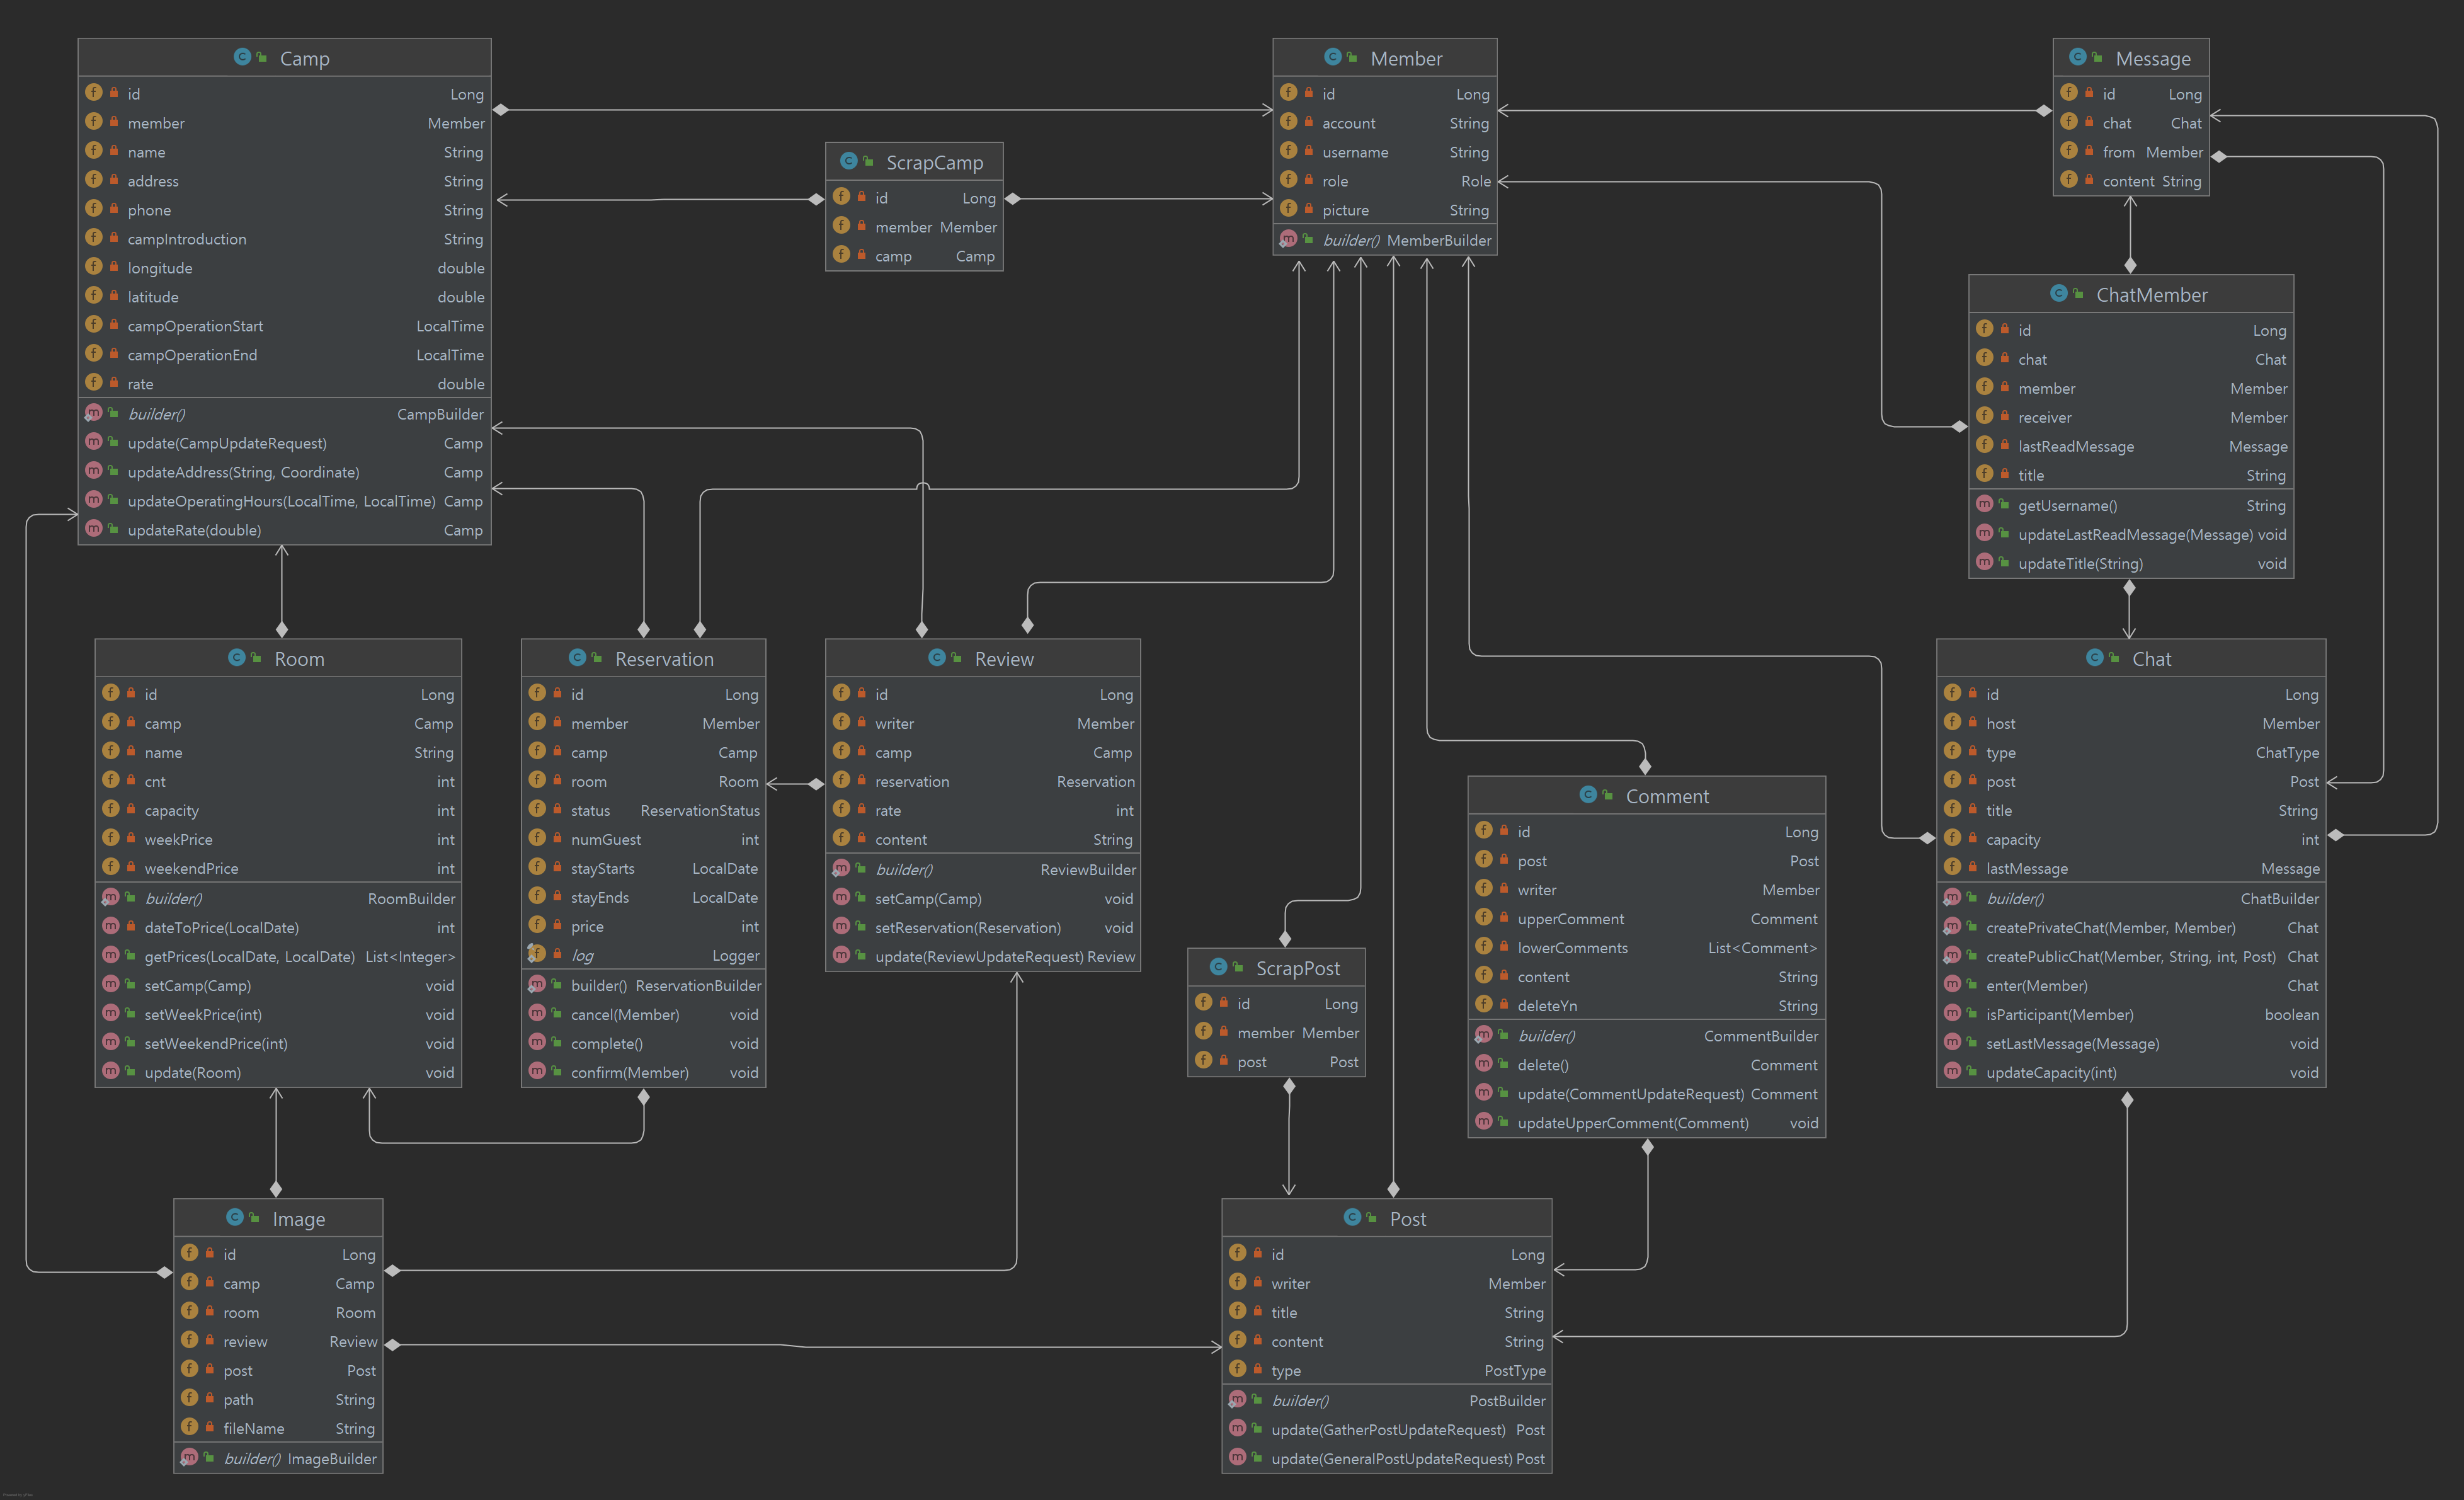 Camp
id Long
member Member
name String
address String
phone String
campIntroduction String
longitude double
latitude double
campOperationStart LocalTime
campOperationEnd LocalTime
rate double
builder() CampBuilder
update(CampUpdateRequest) Camp
updateAddress(String, Coordinate) Camp
updateOperatingHours(LocalTime, LocalTime) Camp
updateRate(double) Camp
ScrapCamp
id Long
member Member
camp Camp
Member
id Long
account String
username String
role Role
picture String
builder() MemberBuilder
Message
id Long
chat Chat
from Member
content String
ChatMember
id Long
chat Chat
member Member
receiver Member
lastReadMessage Message
title String
getUsername() String
updateLastReadMessage(Message) void
updateTitle(String) void
Room
id Long
camp Camp
name String
cnt int
capacity int
weekPrice int
weekendPrice int
builder() RoomBuilder
dateToPrice(LocalDate) int
getPrices(LocalDate, LocalDate) List<Integer>
setCamp(Camp) void
setWeekPrice(int) void
setWeekendPrice(int) void
update(Room) void
Reservation
id Long
member Member
camp Camp
room Room
status ReservationStatus
numGuest int
stayStarts LocalDate
stayEnds LocalDate
price int
log Logger
builder() ReservationBuilder
cancel(Member) void
complete() void
confirm(Member) void
Review
id Long
writer Member
camp Camp
reservation Reservation
rate int
content String
builder() ReviewBuilder
setCamp(Camp) void
setReservation(Reservation) void
update(ReviewUpdateRequest) Review
Chat
id Long
host Member
type ChatType
post Post
title String
capacity int
lastMessage Message
builder() ChatBuilder
createPrivateChat(Member, Member) Chat
createPublicChat(Member, String, int, Post) Chat
enter(Member) Chat
isParticipant(Member) boolean
setLastMessage(Message) void
updateCapacity(int) void
Comment
id Long
post Post
writer Member
upperComment Comment
lowerComments List<Comment>
content String
deleteYn String
builder() CommentBuilder
delete() Comment
update(CommentUpdateRequest) Comment
updateUpperComment(Comment) void
ScrapPost
id Long
member Member
post Post
Image
id Long
camp Camp
room Room
review Review
post Post
path String
fileName String
builder() ImageBuilder
Post
id Long
writer Member
title String
content String
type PostType
builder() PostBuilder
update(GatherPostUpdateRequest) Post
update(GeneralPostUpdateRequest) Post